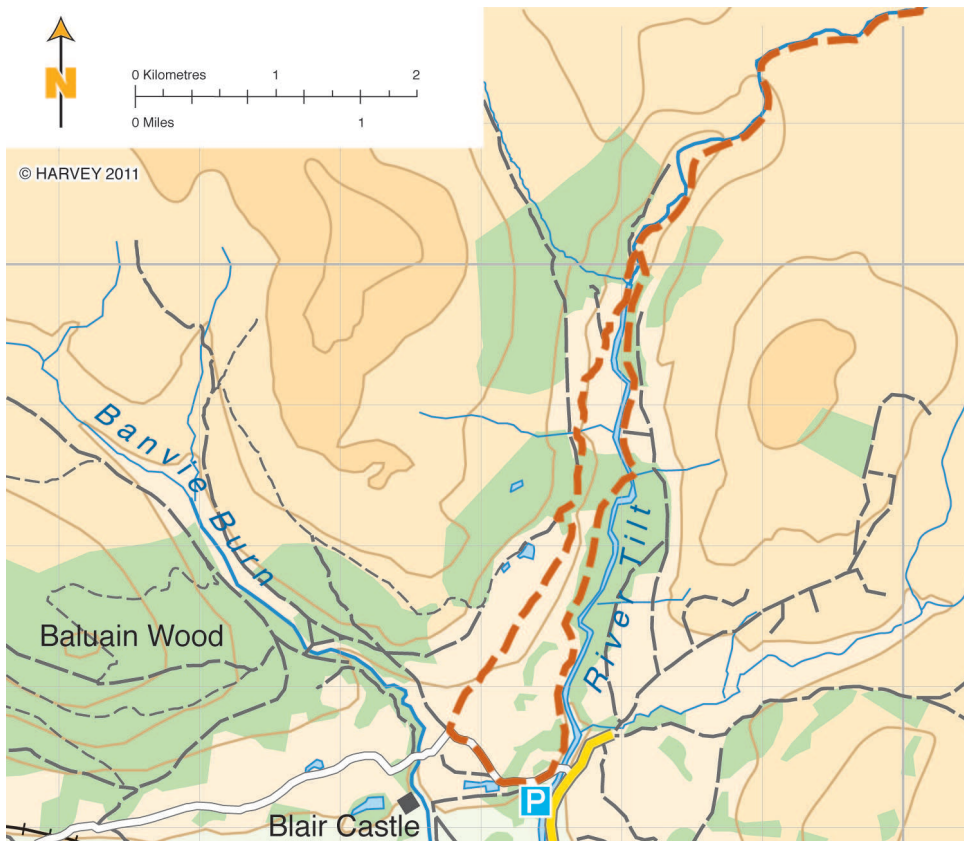 N
0 Kilometres 1 2
0 Miles 1
© HARVEY 2011
Banvie Burn
River Tilt
Baluain Wood
P
Blair Castle